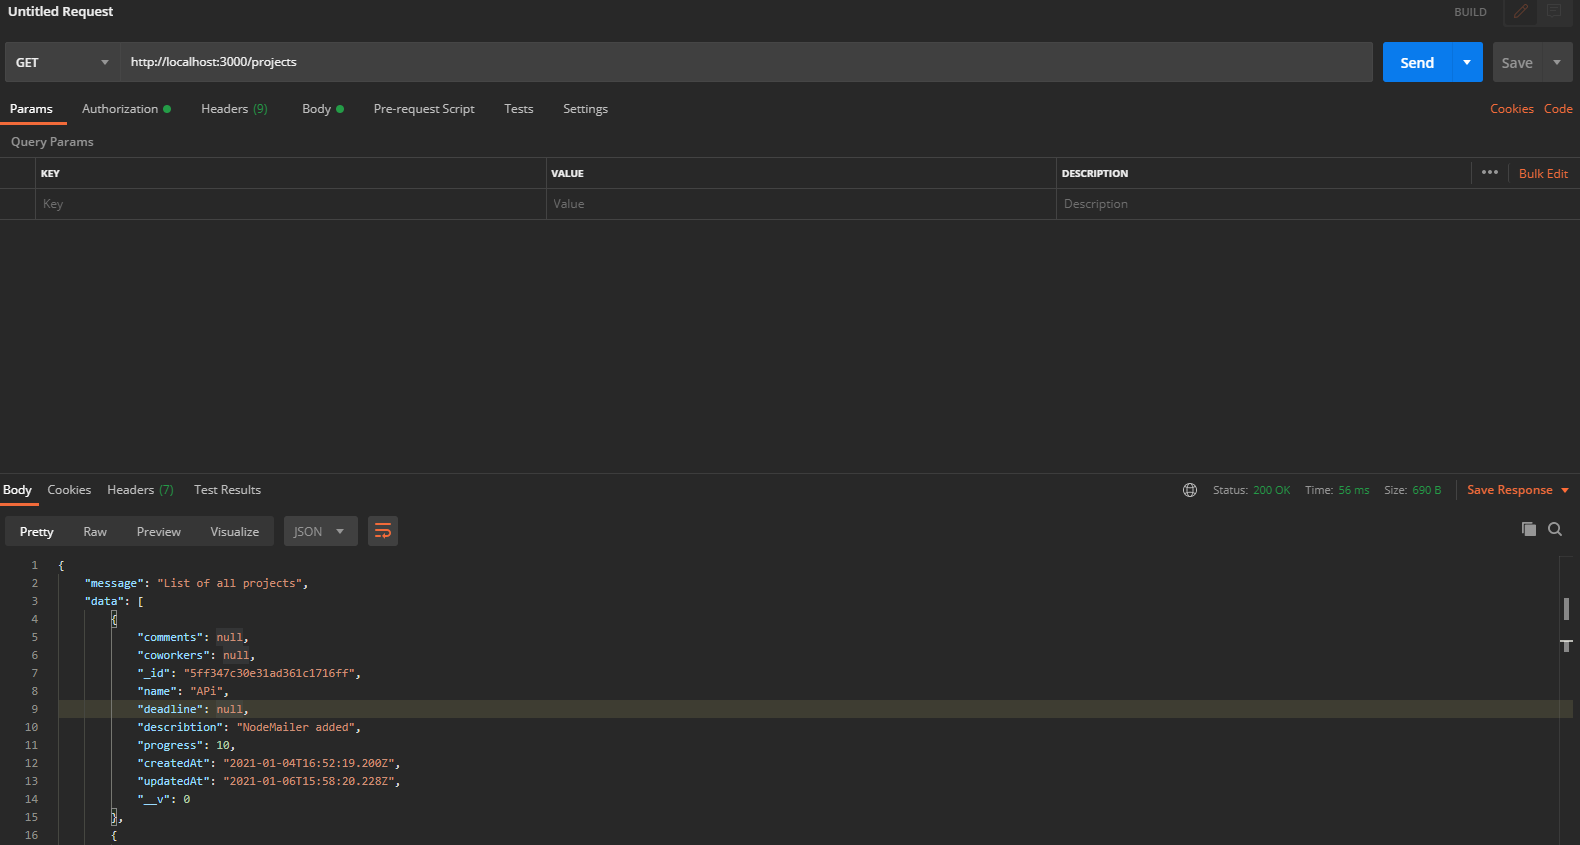 Untitled Request
BUILD
GET
http://localhost:3000/projects
Send
Save
Params Authorization Headers (9) Body Pre-request Script Tests Settings Cookies Code
Query Params
KEY VALUE DESCRIPTION ••• Bulk Edit
Key Value Description
Body Cookies Headers (7) Test Results Status: 200 OK Time: 56 ms Size: 690 B Save Response
Pretty Raw Preview Visualize JSON
1 {
2 "message": "List of all projects",
3 "data": [
4 {
5 "comments": null,
6 "coworkers": null,
7 "_id": "5ff347c30e31ad361c1716ff",
8 "name": "APi",
9 "deadline": null,
10 "describtion": "NodeMailer added",
11 "progress": 10,
12 "createdAt": "2021-01-04T16:52:19.200Z",
13 "updatedAt": "2021-01-06T15:58:20.228Z",
14 "__v": 0
15 },
16 {